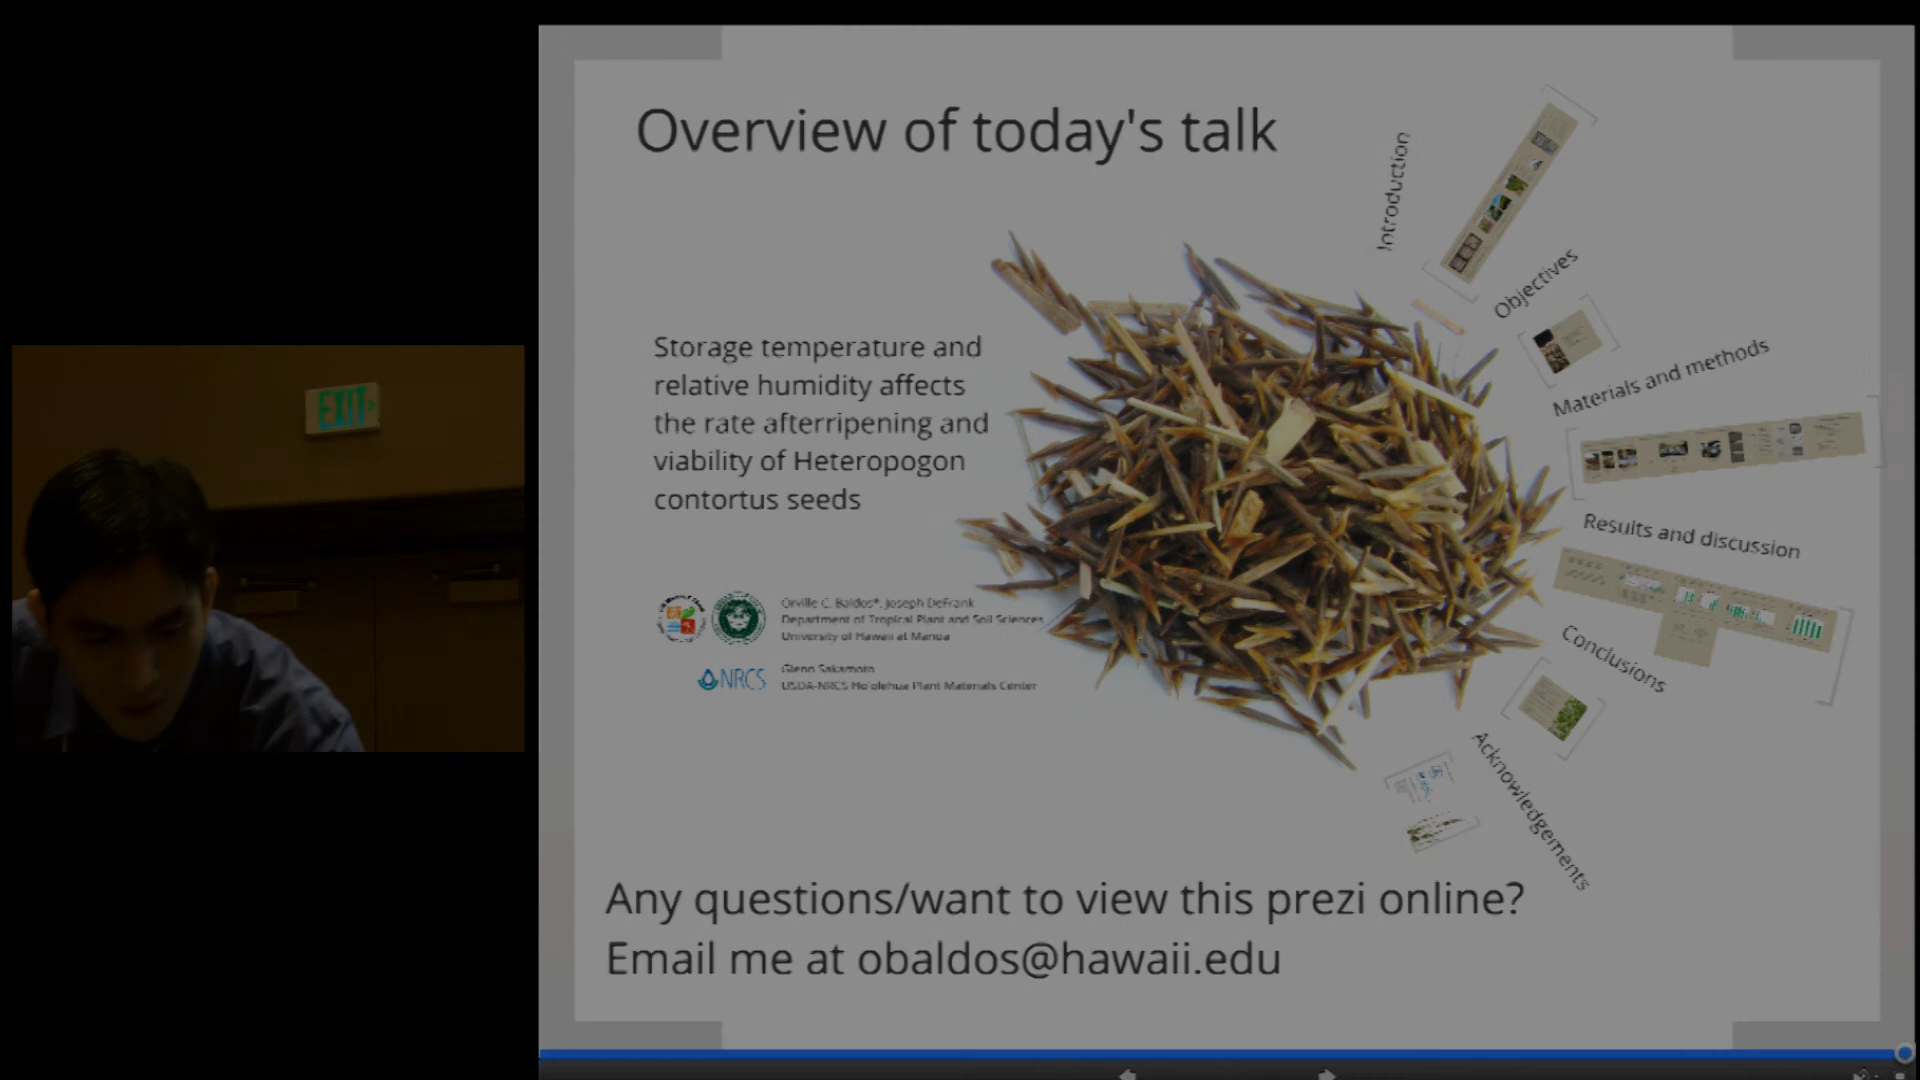 Overview of today's talk
Introduction
Objectives
Materials and methods
Results and discussion
Conclusions
Acknowledgements
Storage temperature and
relative humidity affects
the rate afterripening and
viability of Heteropogon
contortus seeds
Orville C. Baldos*, Joseph DeFrank
Department of Tropical Plant and Soil Sciences
University of Hawaii at Manoa
NRCS
Glenn Sakamoto
USDA-NRCS Ho'olehua Plant Materials Center
Any questions/want to view this prezi online?
Email me at obaldos@hawaii.edu
EXIT